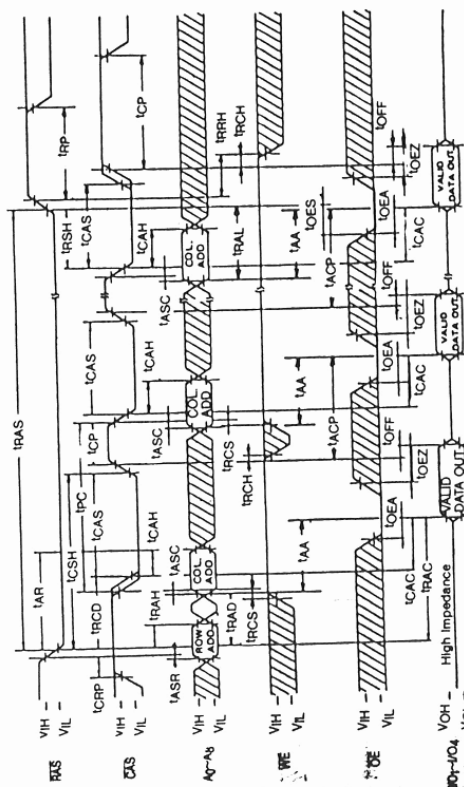 RAS
VIH
VIL
tCRP
tRAS
tAR
tCSH
tRSH
tRP
CAS
VIH
VIL
tRCD
tPC
tCAS
tCP
tCAS
tCAS
tCP
A0~A8
VIH
VIL
tASR
tRAH
tASC
tCAH
tASC
tCAH
tASC
tCAH
ROW ADD
COL. ADD
COL. ADD
COL. ADD
tRAD
tRAL
tRRH
WE
VIH
VIL
tRCS
tRCH
tRCS
tRCH
tAA
tAA
tAA
tACP
tACP
tOES
OE
VIH
VIL
tOEA
tOEA
tOEA
tCAC
tRAC
tCAC
tCAC
tOFF
tOEZ
tOFF
tOEZ
tOFF
tOEZ
I/O1~I/O4
VOH
High Impedance
VALID DATA OUT
VALID DATA OUT
VALID DATA OUT